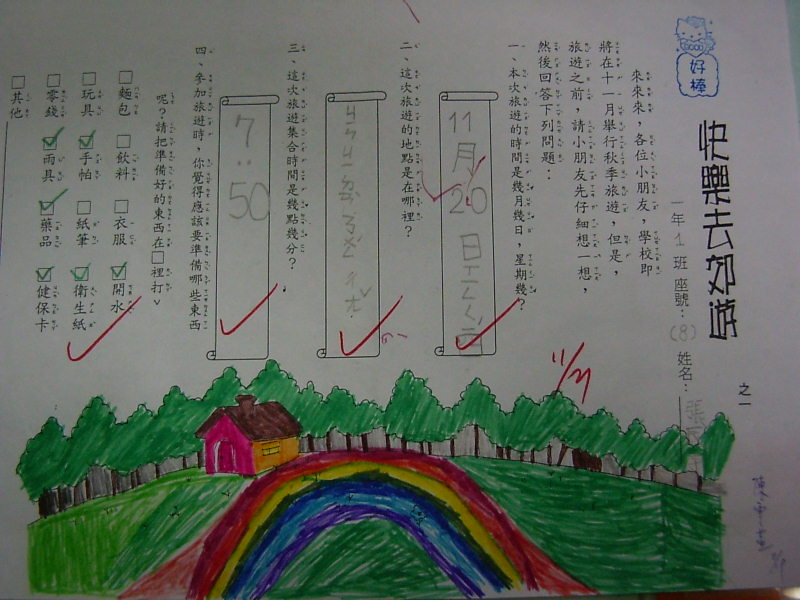 快樂去郊遊
之一
一年1班 座號：(8) 姓名：張
好棒
來來來，各位小朋友，學校即
將在十一月舉行秋季旅遊，但是，
旅遊之前，請小朋友先仔細想一想，
然後回答下列問題：
一、本次旅遊的時間是幾月幾日，星期幾？
11月20日
二、這次旅遊的地點是在哪裡？
三、這次旅遊集合時間是幾點幾分？
7：50
四、參加旅遊時，你覺得應該要準備哪些東西
呢？請把準備好的東西在□裡打ˇ
□麵包 □飲料 □衣服 ☑開水
□玩具 ☑手帕 □紙筆 ☑衛生紙
□零錢 ☑雨具 ☑藥品 ☑健保卡
□其他
11/21